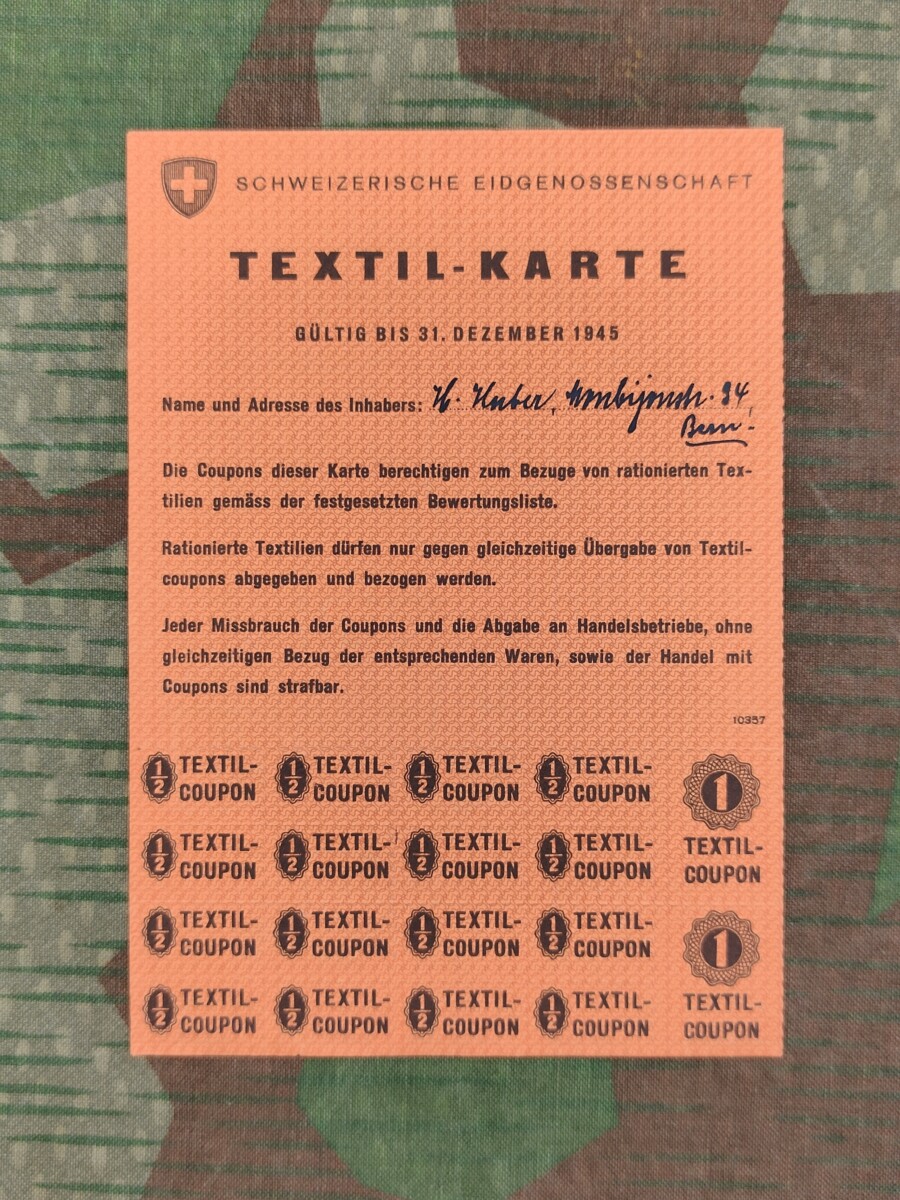 SCHWEIZERISCHE EIDGENOSSENSCHAFT
TEXTIL-KARTE
GÜLTIG BIS 31. DEZEMBER 1945
Name und Adresse des Inhabers: H. Huber, Monbijoustr. 34,
Bern.
Die Coupons dieser Karte berechtigen zum Bezuge von rationierten Tex-
tilien gemäss der festgesetzten Bewertungsliste.
Rationierte Textilien dürfen nur gegen gleichzeitige Übergabe von Textil-
coupons abgegeben und bezogen werden.
Jeder Missbrauch der Coupons und die Abgabe an Handelsbetriebe, ohne
gleichzeitigen Bezug der entsprechenden Waren, sowie der Handel mit
Coupons sind strafbar.
10357
1/2 TEXTIL- 1/2 TEXTIL- 1/2 TEXTIL- 1/2 TEXTIL- 1
COUPON COUPON COUPON COUPON
1/2 TEXTIL- 1/2 TEXTIL- 1/2 TEXTIL- 1/2 TEXTIL- TEXTIL-
COUPON COUPON COUPON COUPON COUPON
1/2 TEXTIL- 1/2 TEXTIL- 1/2 TEXTIL- 1/2 TEXTIL- 1
COUPON COUPON COUPON COUPON
1/2 TEXTIL- 1/2 TEXTIL- 1/2 TEXTIL- 1/2 TEXTIL- TEXTIL-
COUPON COUPON COUPON COUPON COUPON